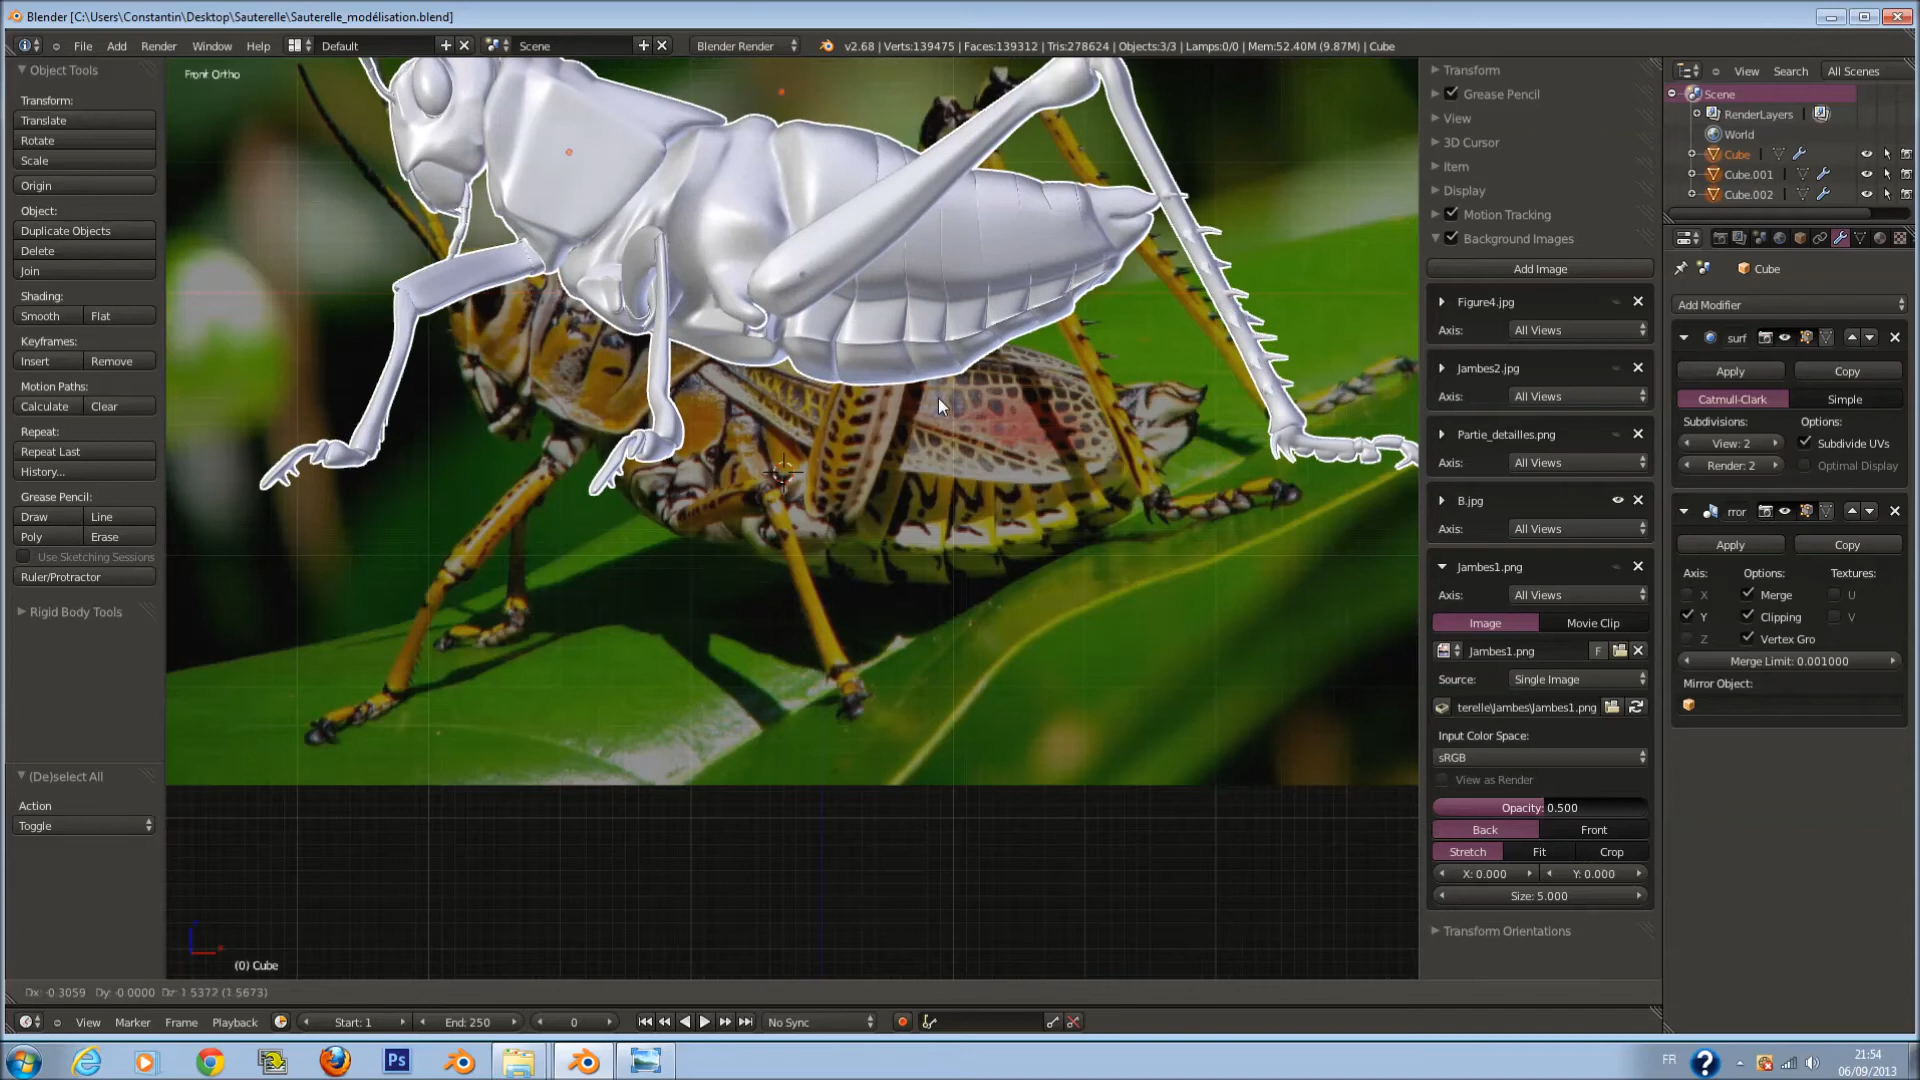 Blender [C:\Users\Constantin\Desktop\Sauterelle\Sauterelle_modélisation.blend]
File Add Render Window Help Default Scene Blender Render v2.68 | Verts:139475 | Faces:139312 | Tris:278624 | Objects:3/3 | Lamps:0/0 | Mem:52.40M (9.87M) | Cube
Object Tools
Transform:
Translate
Rotate
Scale
Origin
Object:
Duplicate Objects
Delete
Join
Shading:
Smooth Flat
Keyframes:
Insert Remove
Motion Paths:
Calculate Clear
Repeat:
Repeat Last
History...
Grease Pencil:
Draw Line
Poly Erase
Use Sketching Sessions
Ruler/Protractor
Rigid Body Tools
(De)select All
Action
Toggle
Front Ortho
(0) Cube
Dx: -0.3059 Dy: -0.0000 Dz: 1.5372 (1.5673)
Transform
Grease Pencil
View
3D Cursor
Item
Display
Motion Tracking
Background Images
Add Image
Figure4.jpg
Axis: All Views
Jambes2.jpg
Axis: All Views
Partie_detailles.png
Axis: All Views
B.jpg
Axis: All Views
Jambes1.png
Axis: All Views
Image Movie Clip
Jambes1.png F
Source: Single Image
terelle\Jambes\Jambes1.png
Input Color Space:
sRGB
View as Render
Opacity: 0.500
Back Front
Stretch Fit Crop
X: 0.000 Y: 0.000
Size: 5.000
Transform Orientations
View Search All Scenes
Scene
RenderLayers
World
Cube
Cube.001
Cube.002
Cube
Add Modifier
surf
Apply Copy
Catmull-Clark Simple
Subdivisions: Options:
View: 2 Subdivide UVs
Render: 2 Optimal Display
rror
Apply Copy
Axis: Options: Textures:
X Merge U
Y Clipping V
Z Vertex Gro
Merge Limit: 0.001000
Mirror Object:
View Marker Frame Playback Start: 1 End: 250 0 No Sync
Ps
FR ? 21:54
06/09/2013